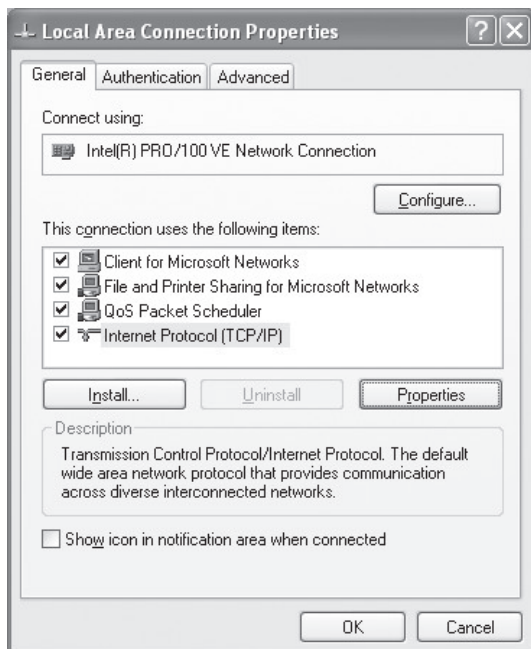 Local Area Connection Properties
General Authentication Advanced
Connect using:
Intel(R) PRO/100 VE Network Connection
Configure...
This connection uses the following items:
Client for Microsoft Networks
File and Printer Sharing for Microsoft Networks
QoS Packet Scheduler
Internet Protocol (TCP/IP)
Install... Uninstall Properties
Description
Transmission Control Protocol/Internet Protocol. The default
wide area network protocol that provides communication
across diverse interconnected networks.
Show icon in notification area when connected
OK Cancel